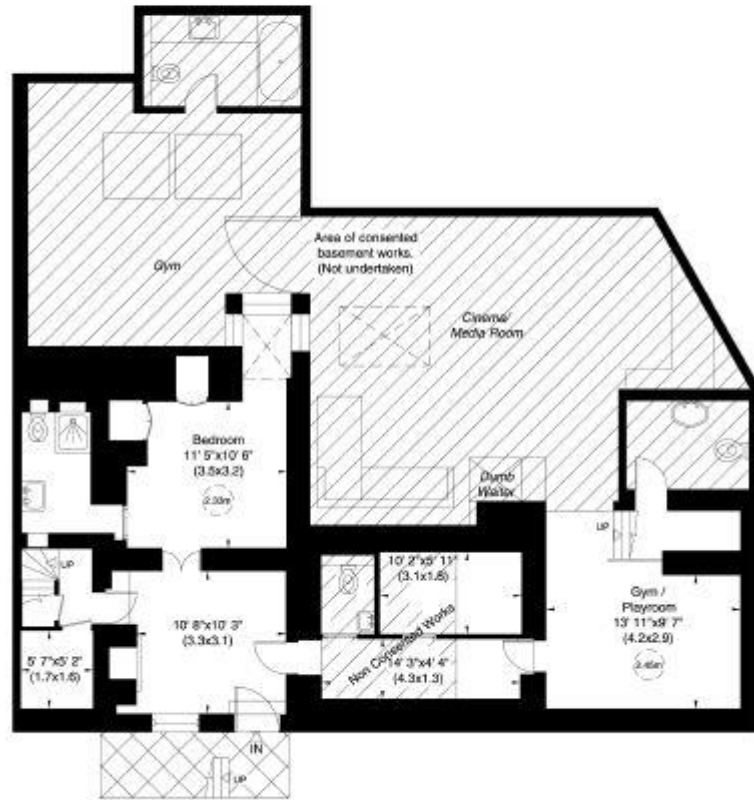 Area of consented
basement works.
(Not undertaken)
Gym
Cinema/
Media Room
Bedroom
11' 5"x10' 6"
(3.5x3.2)
2.33m
Dumb
Waiter
UP
UP
10' 2"x5' 11"
(3.1x1.8)
Gym /
Playroom
13' 11"x9' 7"
(4.2x2.9)
2.45m
10' 8"x10' 3"
(3.3x3.1)
Non Consented Works
4' 3"x4' 4"
(4.3x1.3)
5' 7"x5' 2"
(1.7x1.6)
IN
UP